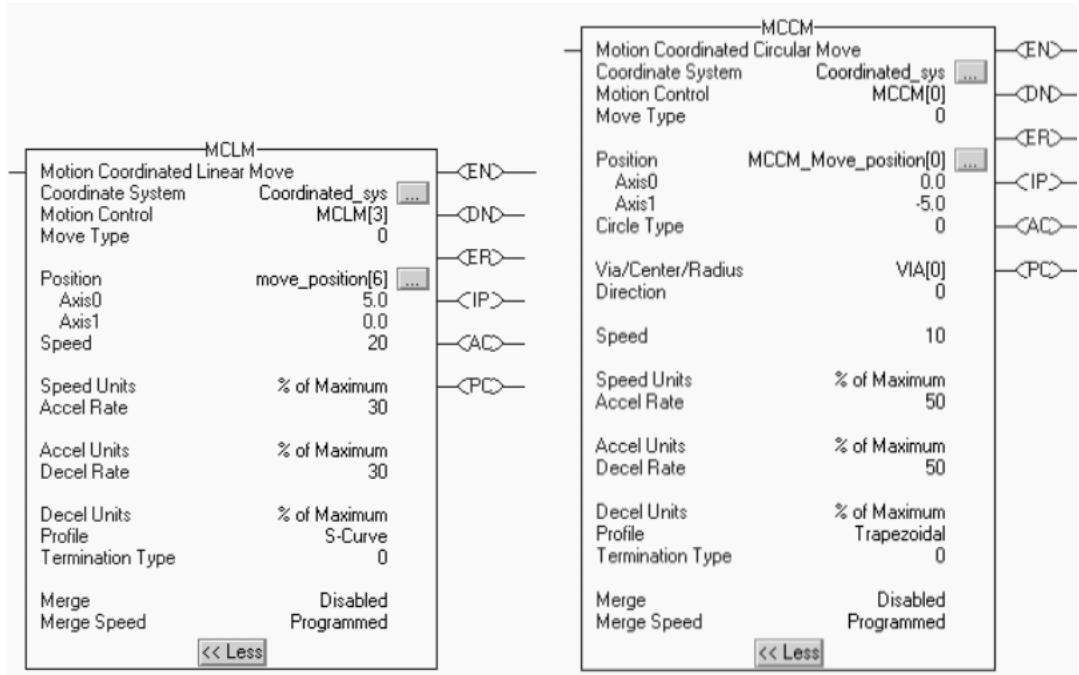 MCLM
Motion Coordinated Linear Move
Coordinate System Coordinated_sys ...
Motion Control MCLM[3]
Move Type 0
Position move_position[6] ...
Axis0 5.0
Axis1 0.0
Speed 20
Speed Units % of Maximum
Accel Rate 30
Accel Units % of Maximum
Decel Rate 30
Decel Units % of Maximum
Profile S-Curve
Termination Type 0
Merge Disabled
Merge Speed Programmed
<< Less
EN
DN
ER
IP
AC
PC
MCCM
Motion Coordinated Circular Move
Coordinate System Coordinated_sys ...
Motion Control MCCM[0]
Move Type 0
Position MCCM_Move_position[0] ...
Axis0 0.0
Axis1 -5.0
Circle Type 0
Via/Center/Radius VIA[0]
Direction 0
Speed 10
Speed Units % of Maximum
Accel Rate 50
Accel Units % of Maximum
Decel Rate 50
Decel Units % of Maximum
Profile Trapezoidal
Termination Type 0
Merge Disabled
Merge Speed Programmed
<< Less
EN
DN
ER
IP
AC
PC